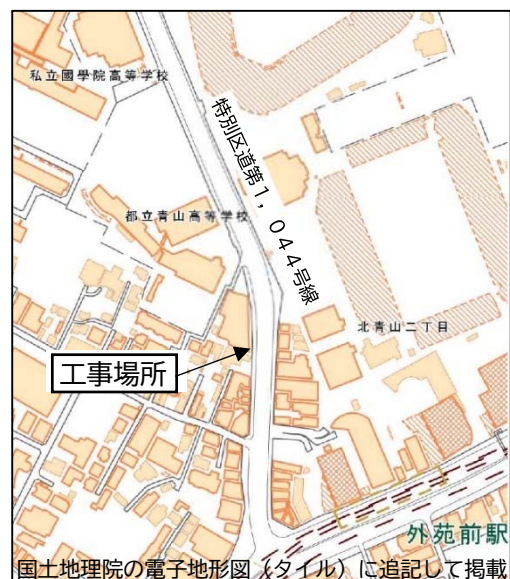 私立國學院高等学校
特別区道第１，０４４号線
都立青山高等学校
北青山二丁目
工事場所
外苑前駅
国土地理院の電子地形図（タイル）に追記して掲載